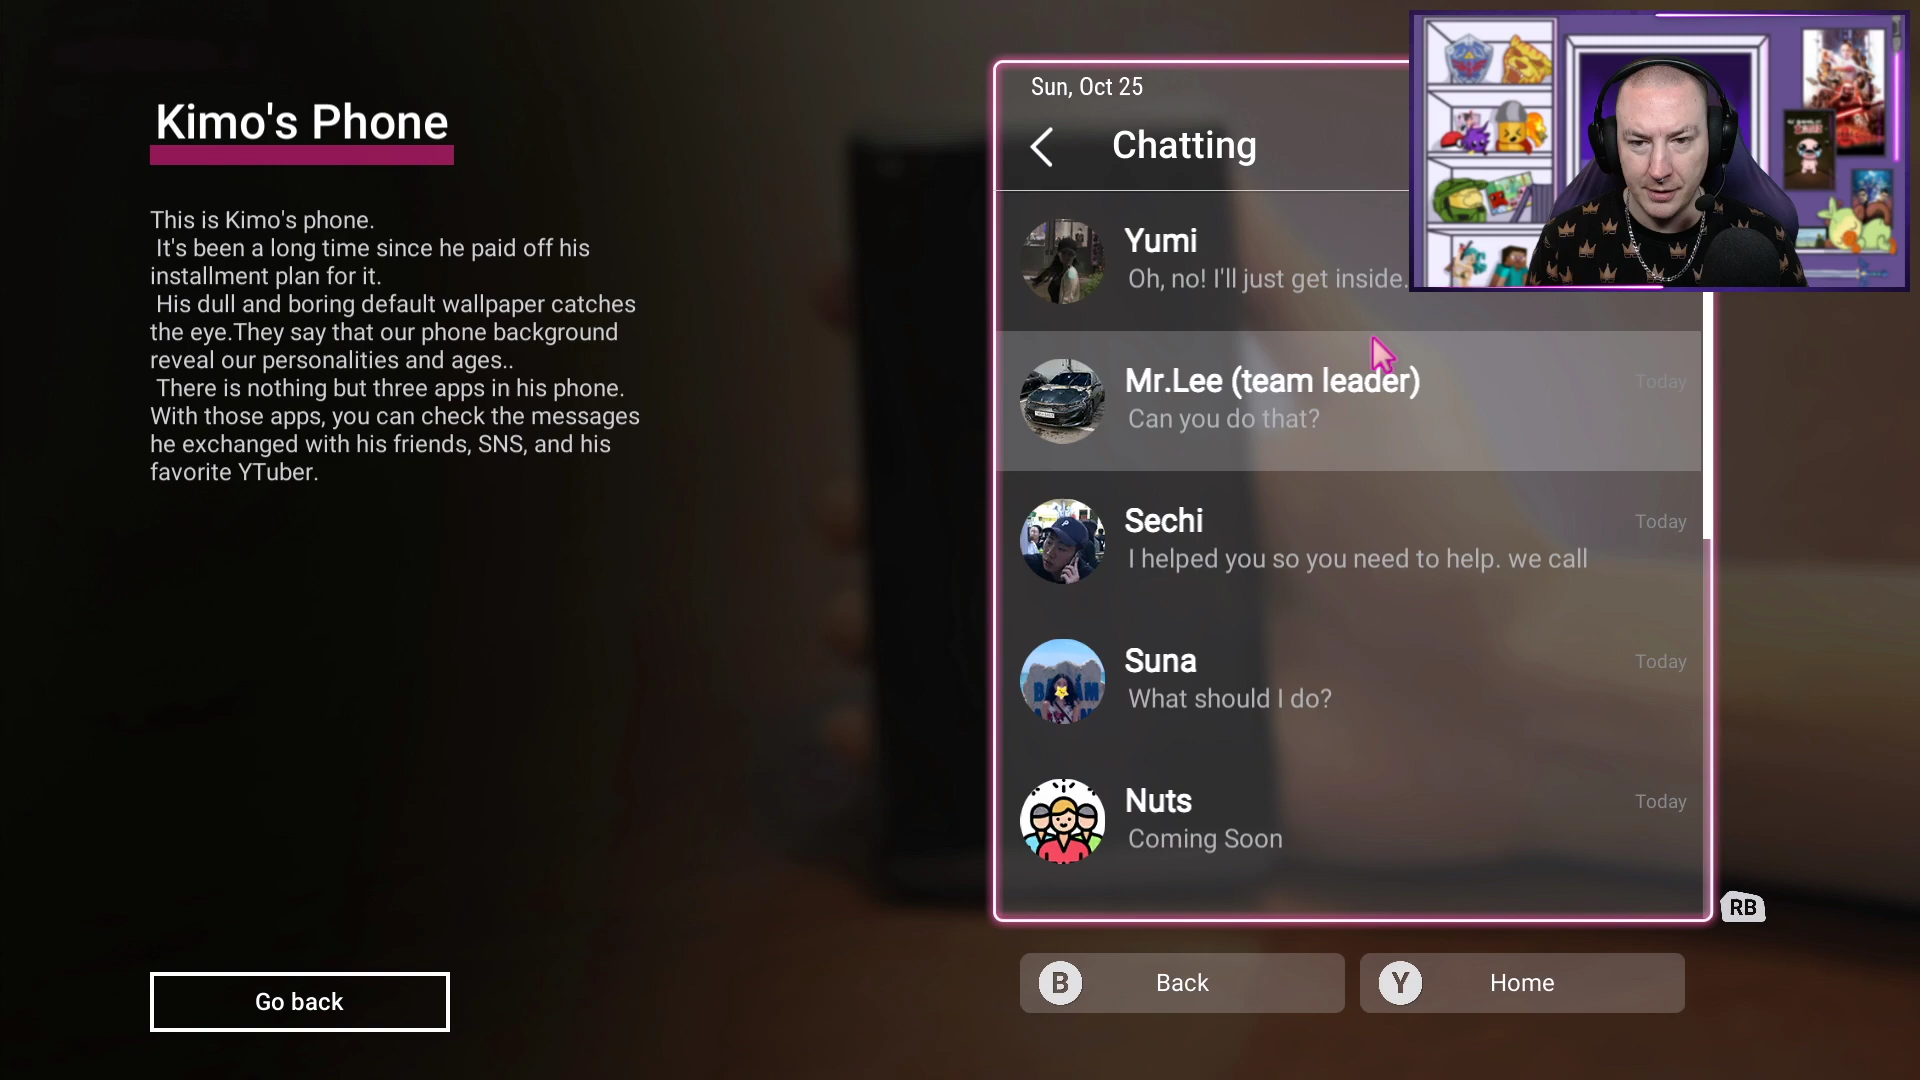 Kimo's Phone
This is Kimo's phone.
It's been a long time since he paid off his
installment plan for it.
His dull and boring default wallpaper catches
the eye.They say that our phone background
reveal our personalities and ages..
There is nothing but three apps in his phone.
With those apps, you can check the messages
he exchanged with his friends, SNS, and his
favorite YTuber.
Go back
Sun, Oct 25
Chatting
Yumi
Oh, no! I'll just get inside.
Mr.Lee (team leader)
Today
Can you do that?
Sechi
Today
I helped you so you need to help. we call
Suna
Today
What should I do?
Nuts
Today
Coming Soon
RB
B
Back
Y
Home